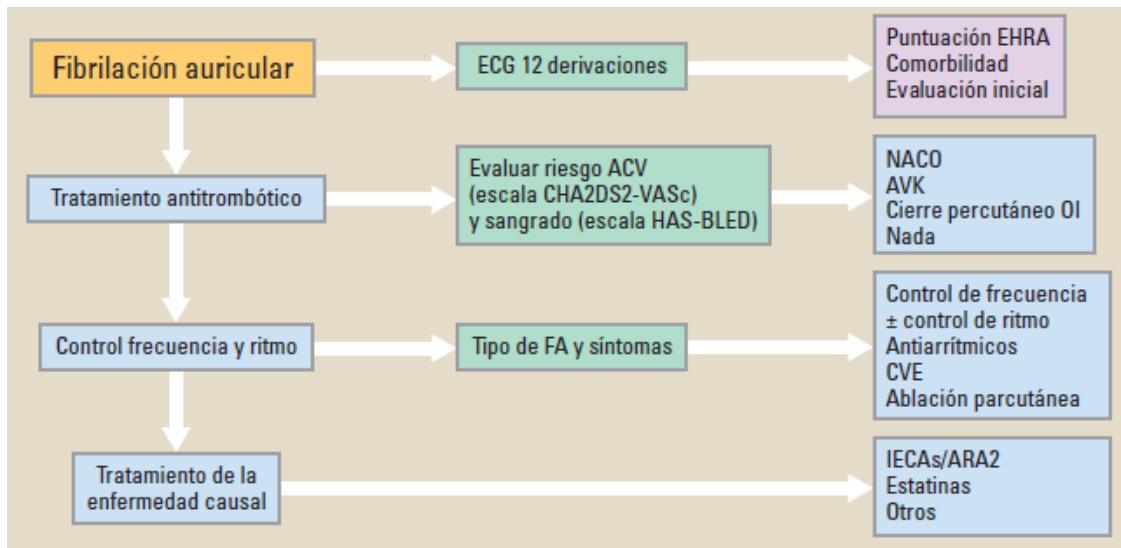 Fibrilación auricular
ECG 12 derivaciones
Puntuación EHRA
Comorbilidad
Evaluación inicial
Tratamiento antitrombótico
Evaluar riesgo ACV
(escala CHA2DS2-VASc)
y sangrado (escala HAS-BLED)
NACO
AVK
Cierre percutáneo OI
Nada
Control frecuencia y ritmo
Tipo de FA y síntomas
Control de frecuencia
± control de ritmo
Antiarrítmicos
CVE
Ablación parcutánea
Tratamiento de la
enfermedad causal
IECAs/ARA2
Estatinas
Otros